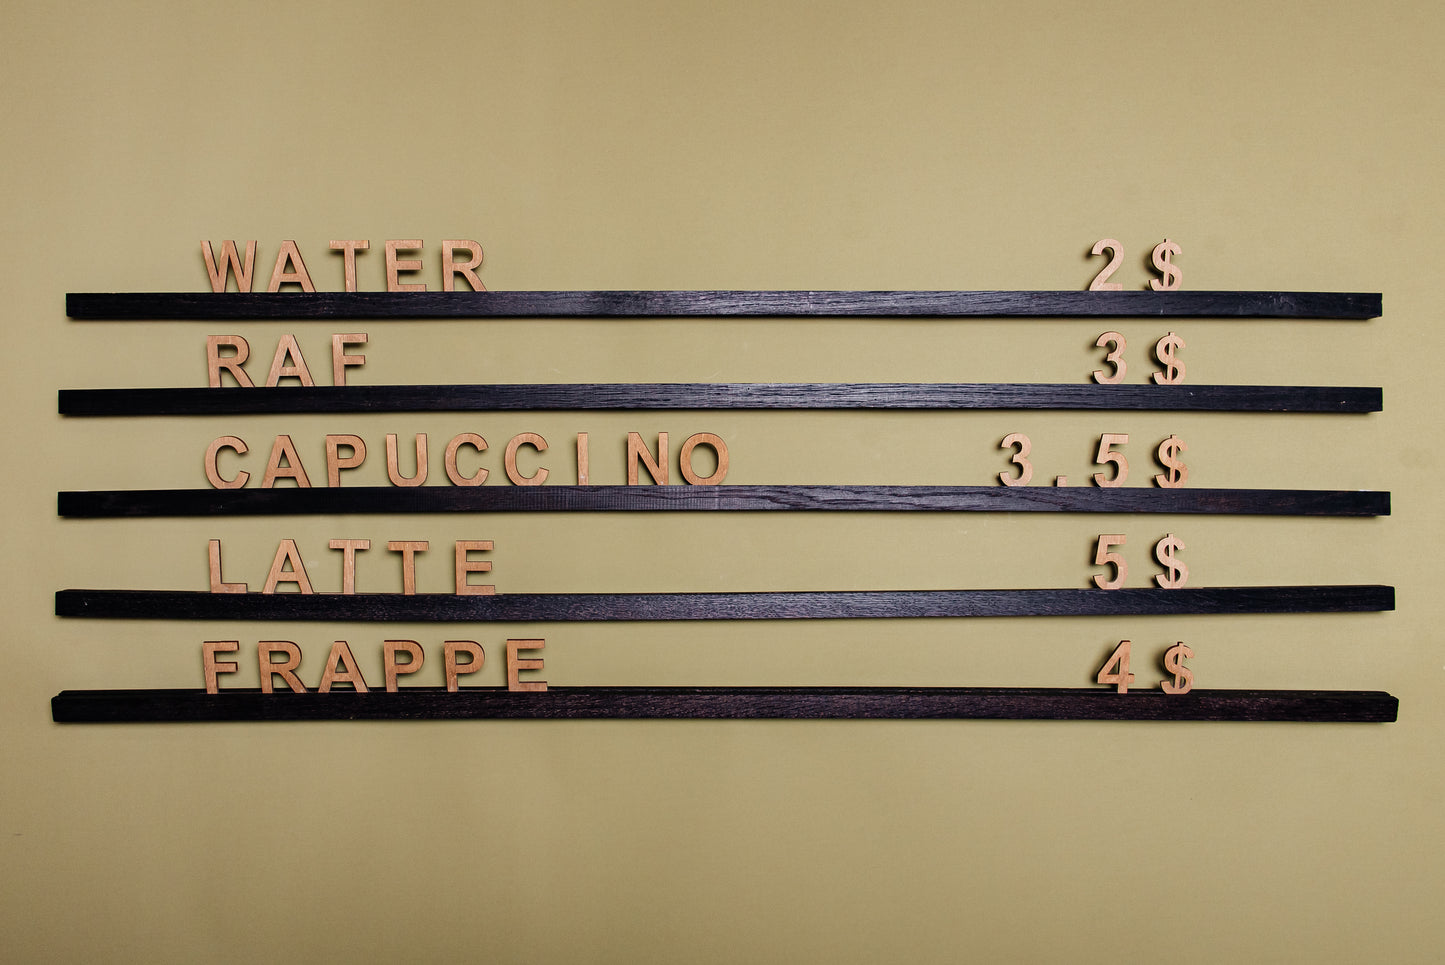 WATER 2$
RAF 3$
CAPUCCINO 3.5$
LATTE 5$
FRAPPE 4$